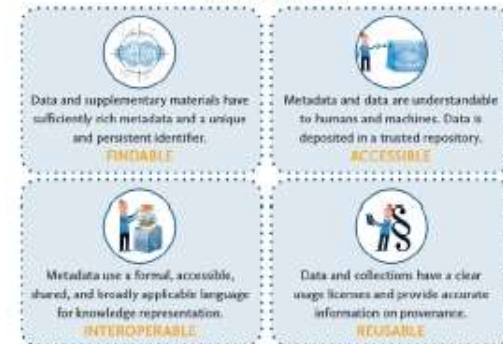 Data and supplementary materials have
sufficiently rich metadata and a unique
and persistent identifier.
FINDABLE
Metadata and data are understandable
to humans and machines. Data is
deposited in a trusted repository.
ACCESSIBLE
Metadata use a formal, accessible,
shared, and broadly applicable language
for knowledge representation.
INTEROPERABLE
Data and collections have a clear
usage licenses and provide accurate
information on provenance.
REUSABLE